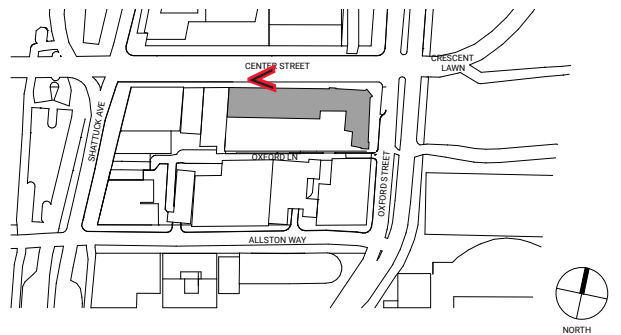 CENTER STREET
CRESCENT
LAWN
SHATTUCK AVE
OXFORD LN
OXFORD STREET
ALLSTON WAY
NORTH